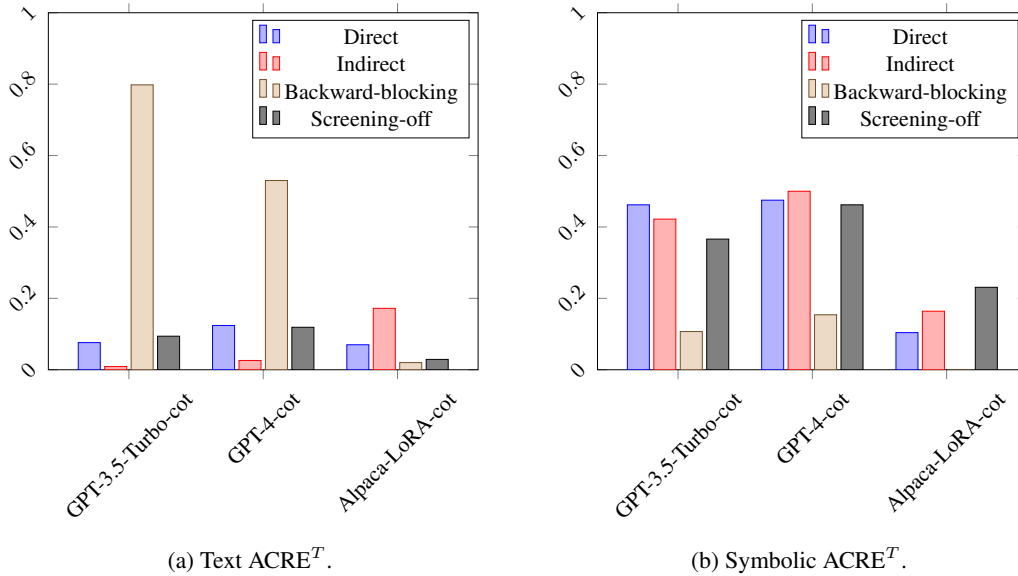 1
0.8
0.6
0.4
0.2
0
Direct
Indirect
Backward-blocking
Screening-off
GPT-3.5-Turbo-cot
GPT-4-cot
Alpaca-LoRA-cot
(a) Text ACRE^T.
1
0.8
0.6
0.4
0.2
0
Direct
Indirect
Backward-blocking
Screening-off
GPT-3.5-Turbo-cot
GPT-4-cot
Alpaca-LoRA-cot
(b) Symbolic ACRE^T.